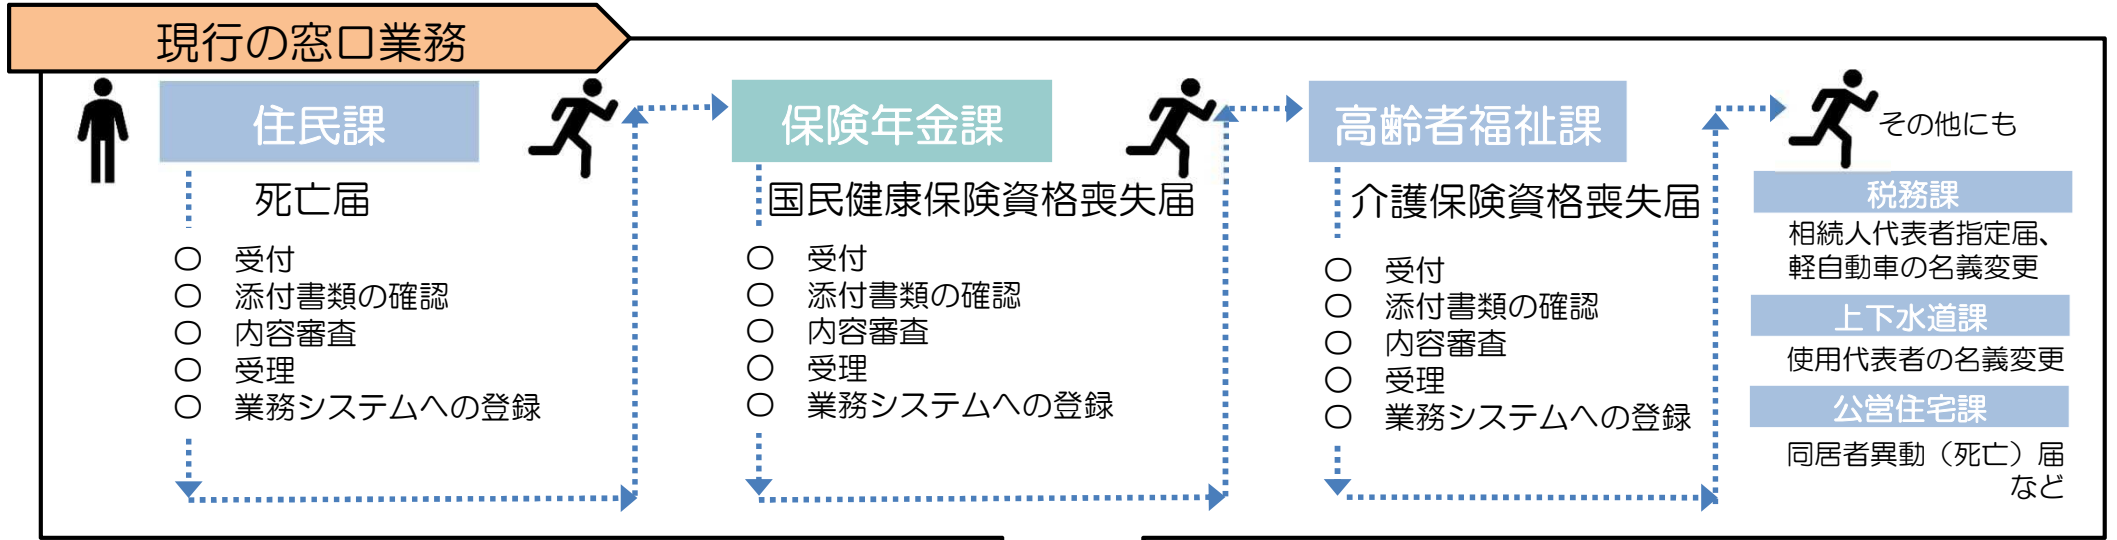 現行の窓口業務
住民課
死亡届
〇 受付
〇 添付書類の確認
〇 内容審査
〇 受理
〇 業務システムへの登録
保険年金課
国民健康保険資格喪失届
〇 受付
〇 添付書類の確認
〇 内容審査
〇 受理
〇 業務システムへの登録
高齢者福祉課
介護保険資格喪失届
〇 受付
〇 添付書類の確認
〇 内容審査
〇 受理
〇 業務システムへの登録
その他にも
税務課
相続人代表者指定届、
軽自動車の名義変更
上下水道課
使用代表者の名義変更
公営住宅課
同居者異動（死亡）届
など